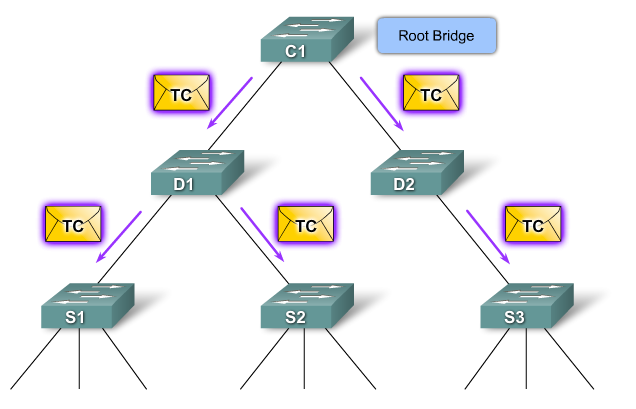 C1
Root Bridge
TC
TC
D1
D2
TC
TC
TC
S1
S2
S3